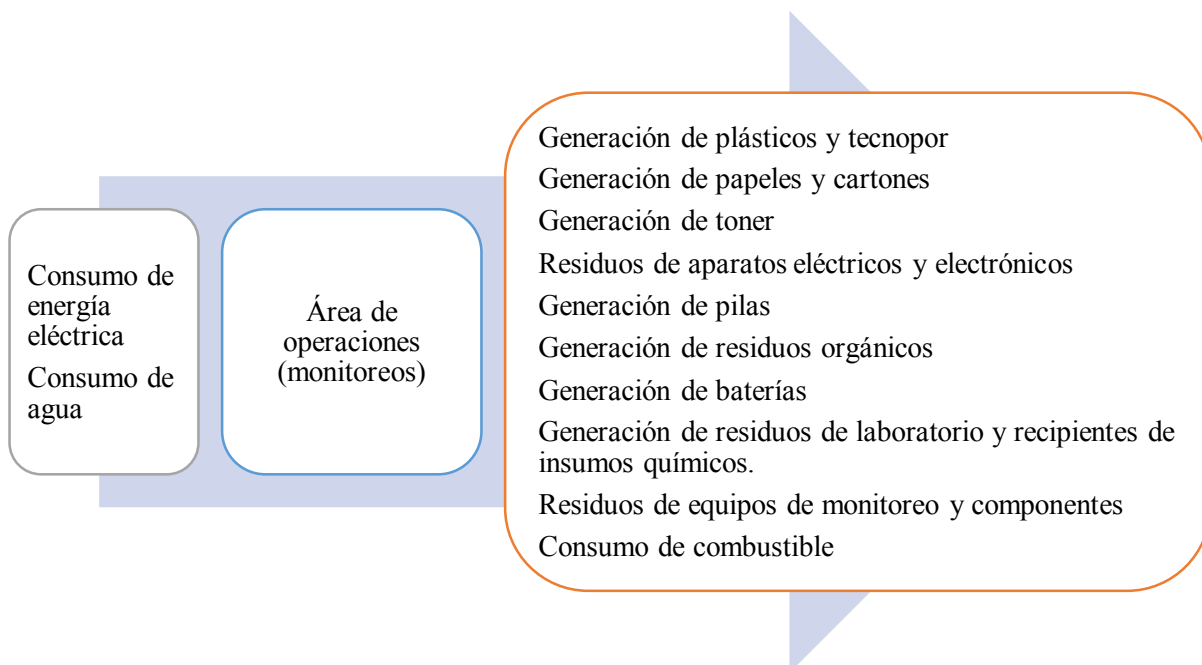 Consumo de
energía
eléctrica
Consumo de
agua
Área de
operaciones
(monitoreos)
Generación de plásticos y tecnopor
Generación de papeles y cartones
Generación de toner
Residuos de aparatos eléctricos y electrónicos
Generación de pilas
Generación de residuos orgánicos
Generación de baterías
Generación de residuos de laboratorio y recipientes de
insumos químicos.
Residuos de equipos de monitoreo y componentes
Consumo de combustible